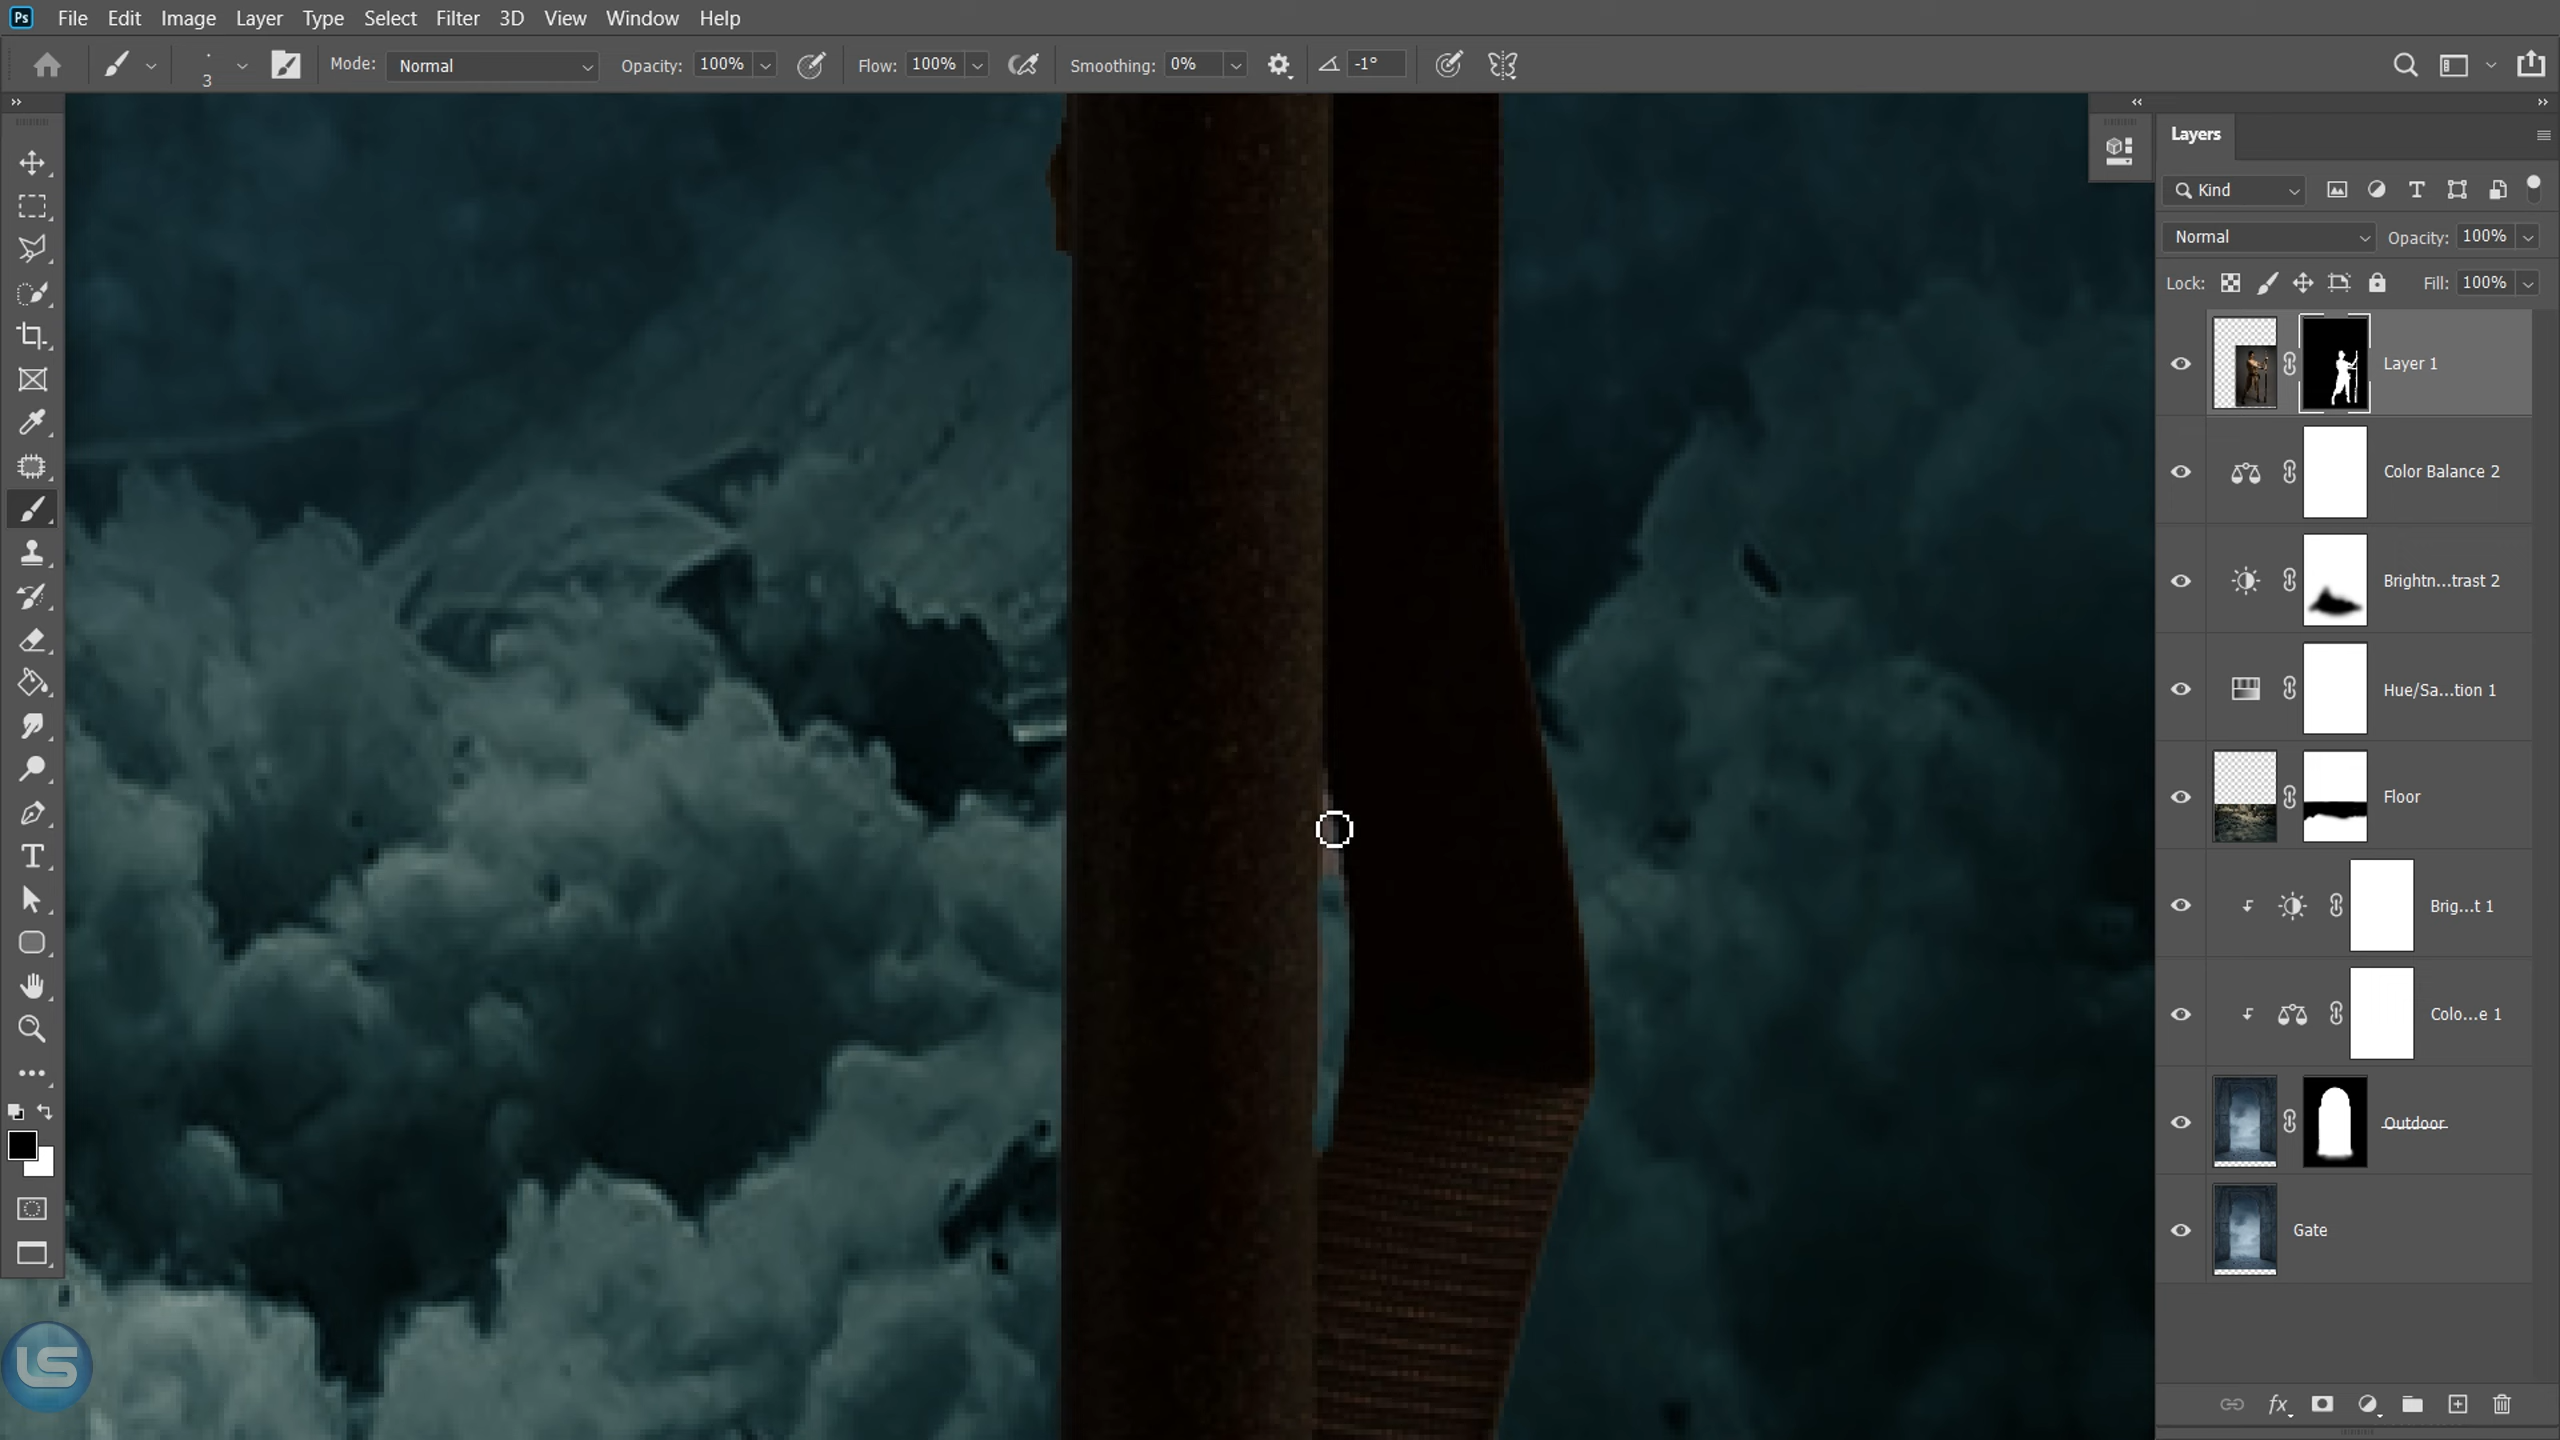 Ps File Edit Image Layer Type Select Filter 3D View Window Help
3 Mode: Normal Opacity: 100% Flow: 100% Smoothing: 0% -1°
Layers
Kind
Normal Opacity: 100%
Lock: Fill: 100%
Layer 1
Color Balance 2
Brightn...trast 2
Hue/Sa...tion 1
Floor
Brig...t 1
Colo...e 1
Outdoor
Gate
fx
LS